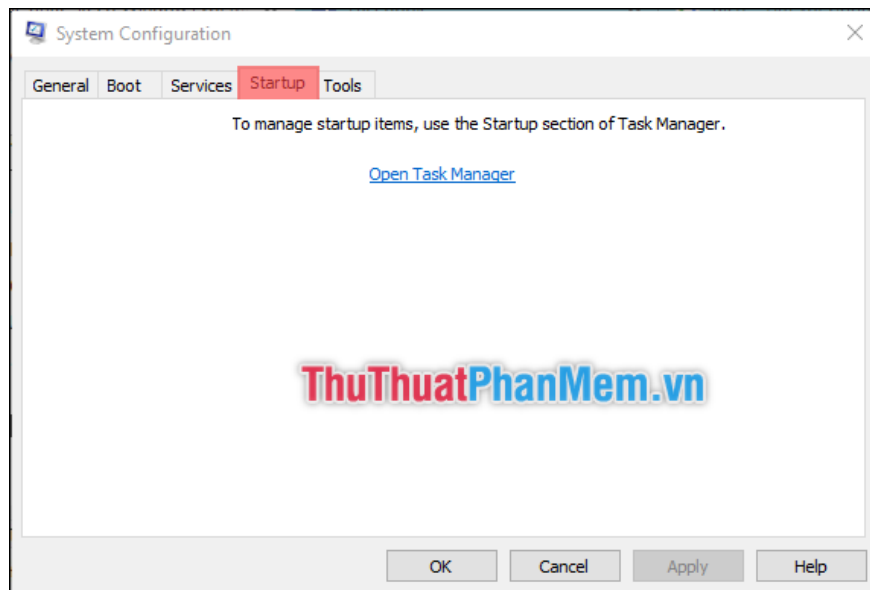 System Configuration
General Boot Services Startup Tools
To manage startup items, use the Startup section of Task Manager.
Open Task Manager
ThuThuatPhanMem.vn
OK Cancel Apply Help